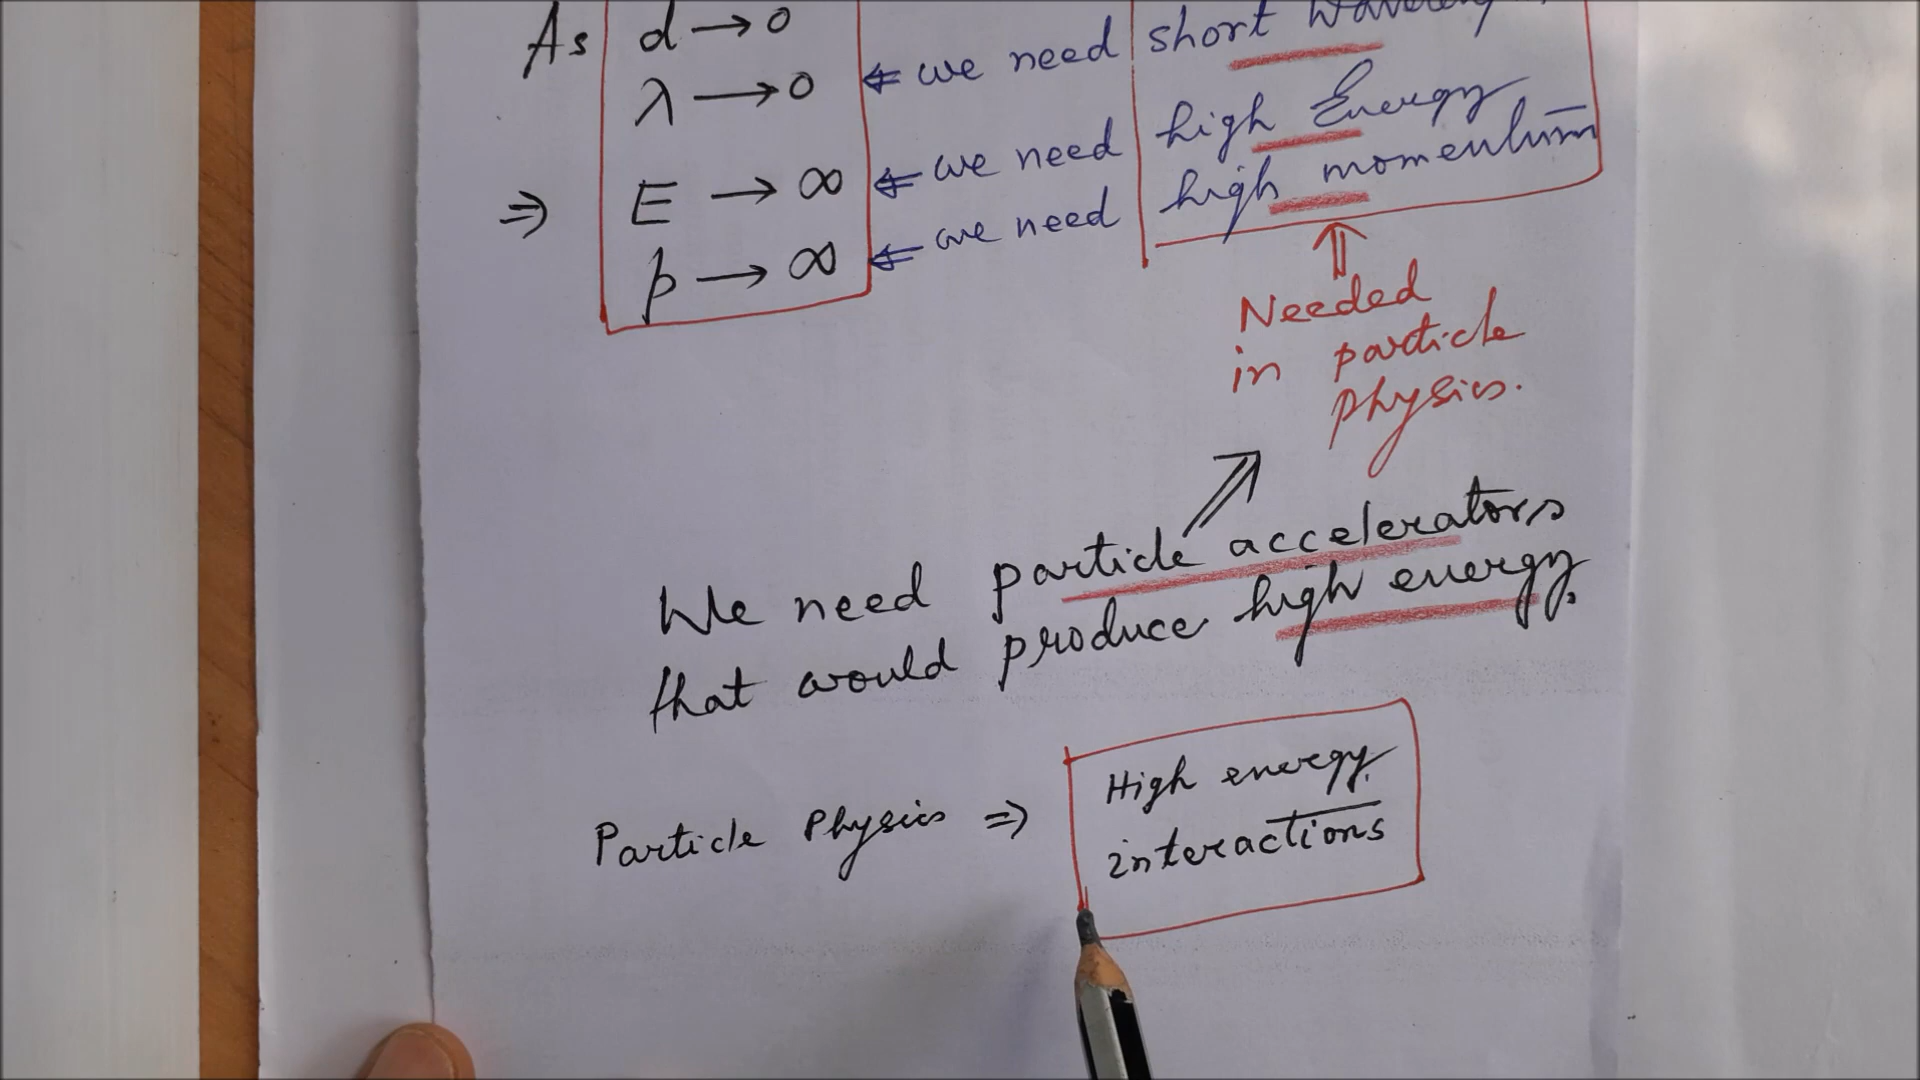 As d → 0
λ → 0 ⇐ we need short
⇒ E → ∞ ⇐ we need high Energy
p → ∞ ⇐ we need high momentum
⇑
Needed
in particle
physics.
⇗
We need particle accelerators
that would produce high energy.
Particle Physics ⇒ High energy
interactions